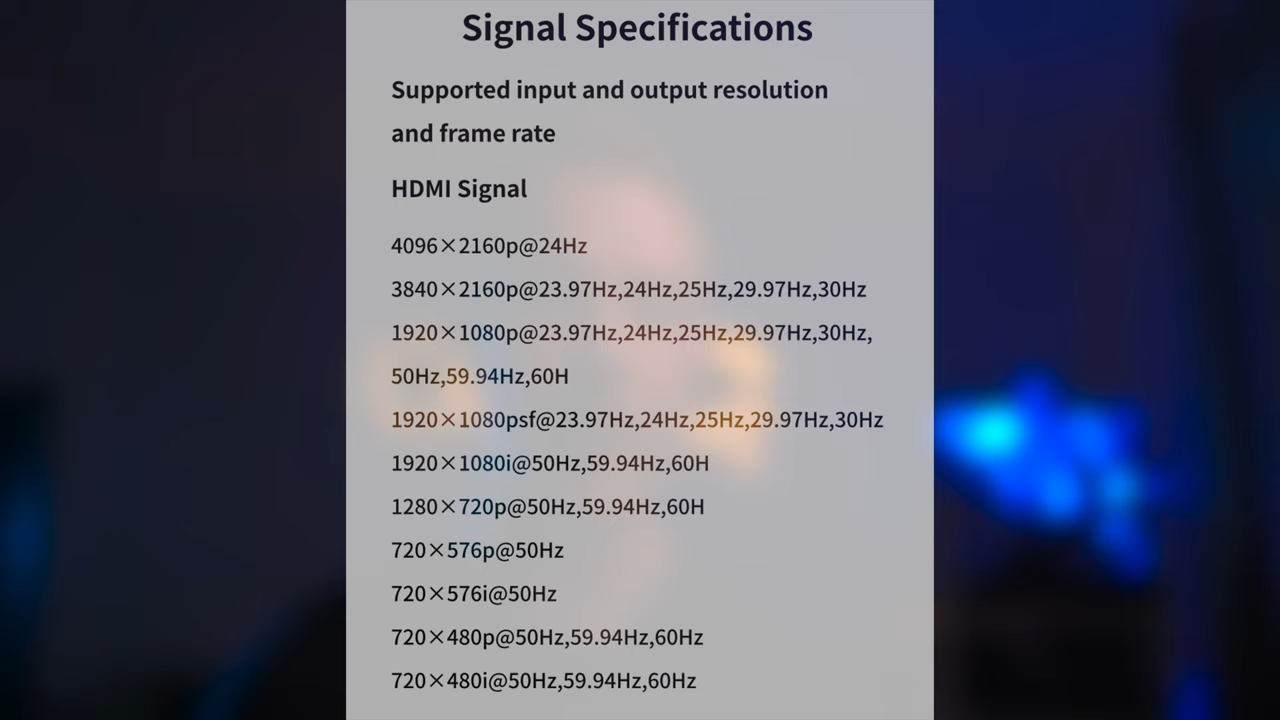 Signal Specifications
Supported input and output resolution
and frame rate
HDMI Signal
4096×2160p@24Hz
3840×2160p@23.97Hz,24Hz,25Hz,29.97Hz,30Hz
1920×1080p@23.97Hz,24Hz,25Hz,29.97Hz,30Hz,
50Hz,59.94Hz,60H
1920×1080psf@23.97Hz,24Hz,25Hz,29.97Hz,30Hz
1920×1080i@50Hz,59.94Hz,60H
1280×720p@50Hz,59.94Hz,60H
720×576p@50Hz
720×576i@50Hz
720×480p@50Hz,59.94Hz,60Hz
720×480i@50Hz,59.94Hz,60Hz